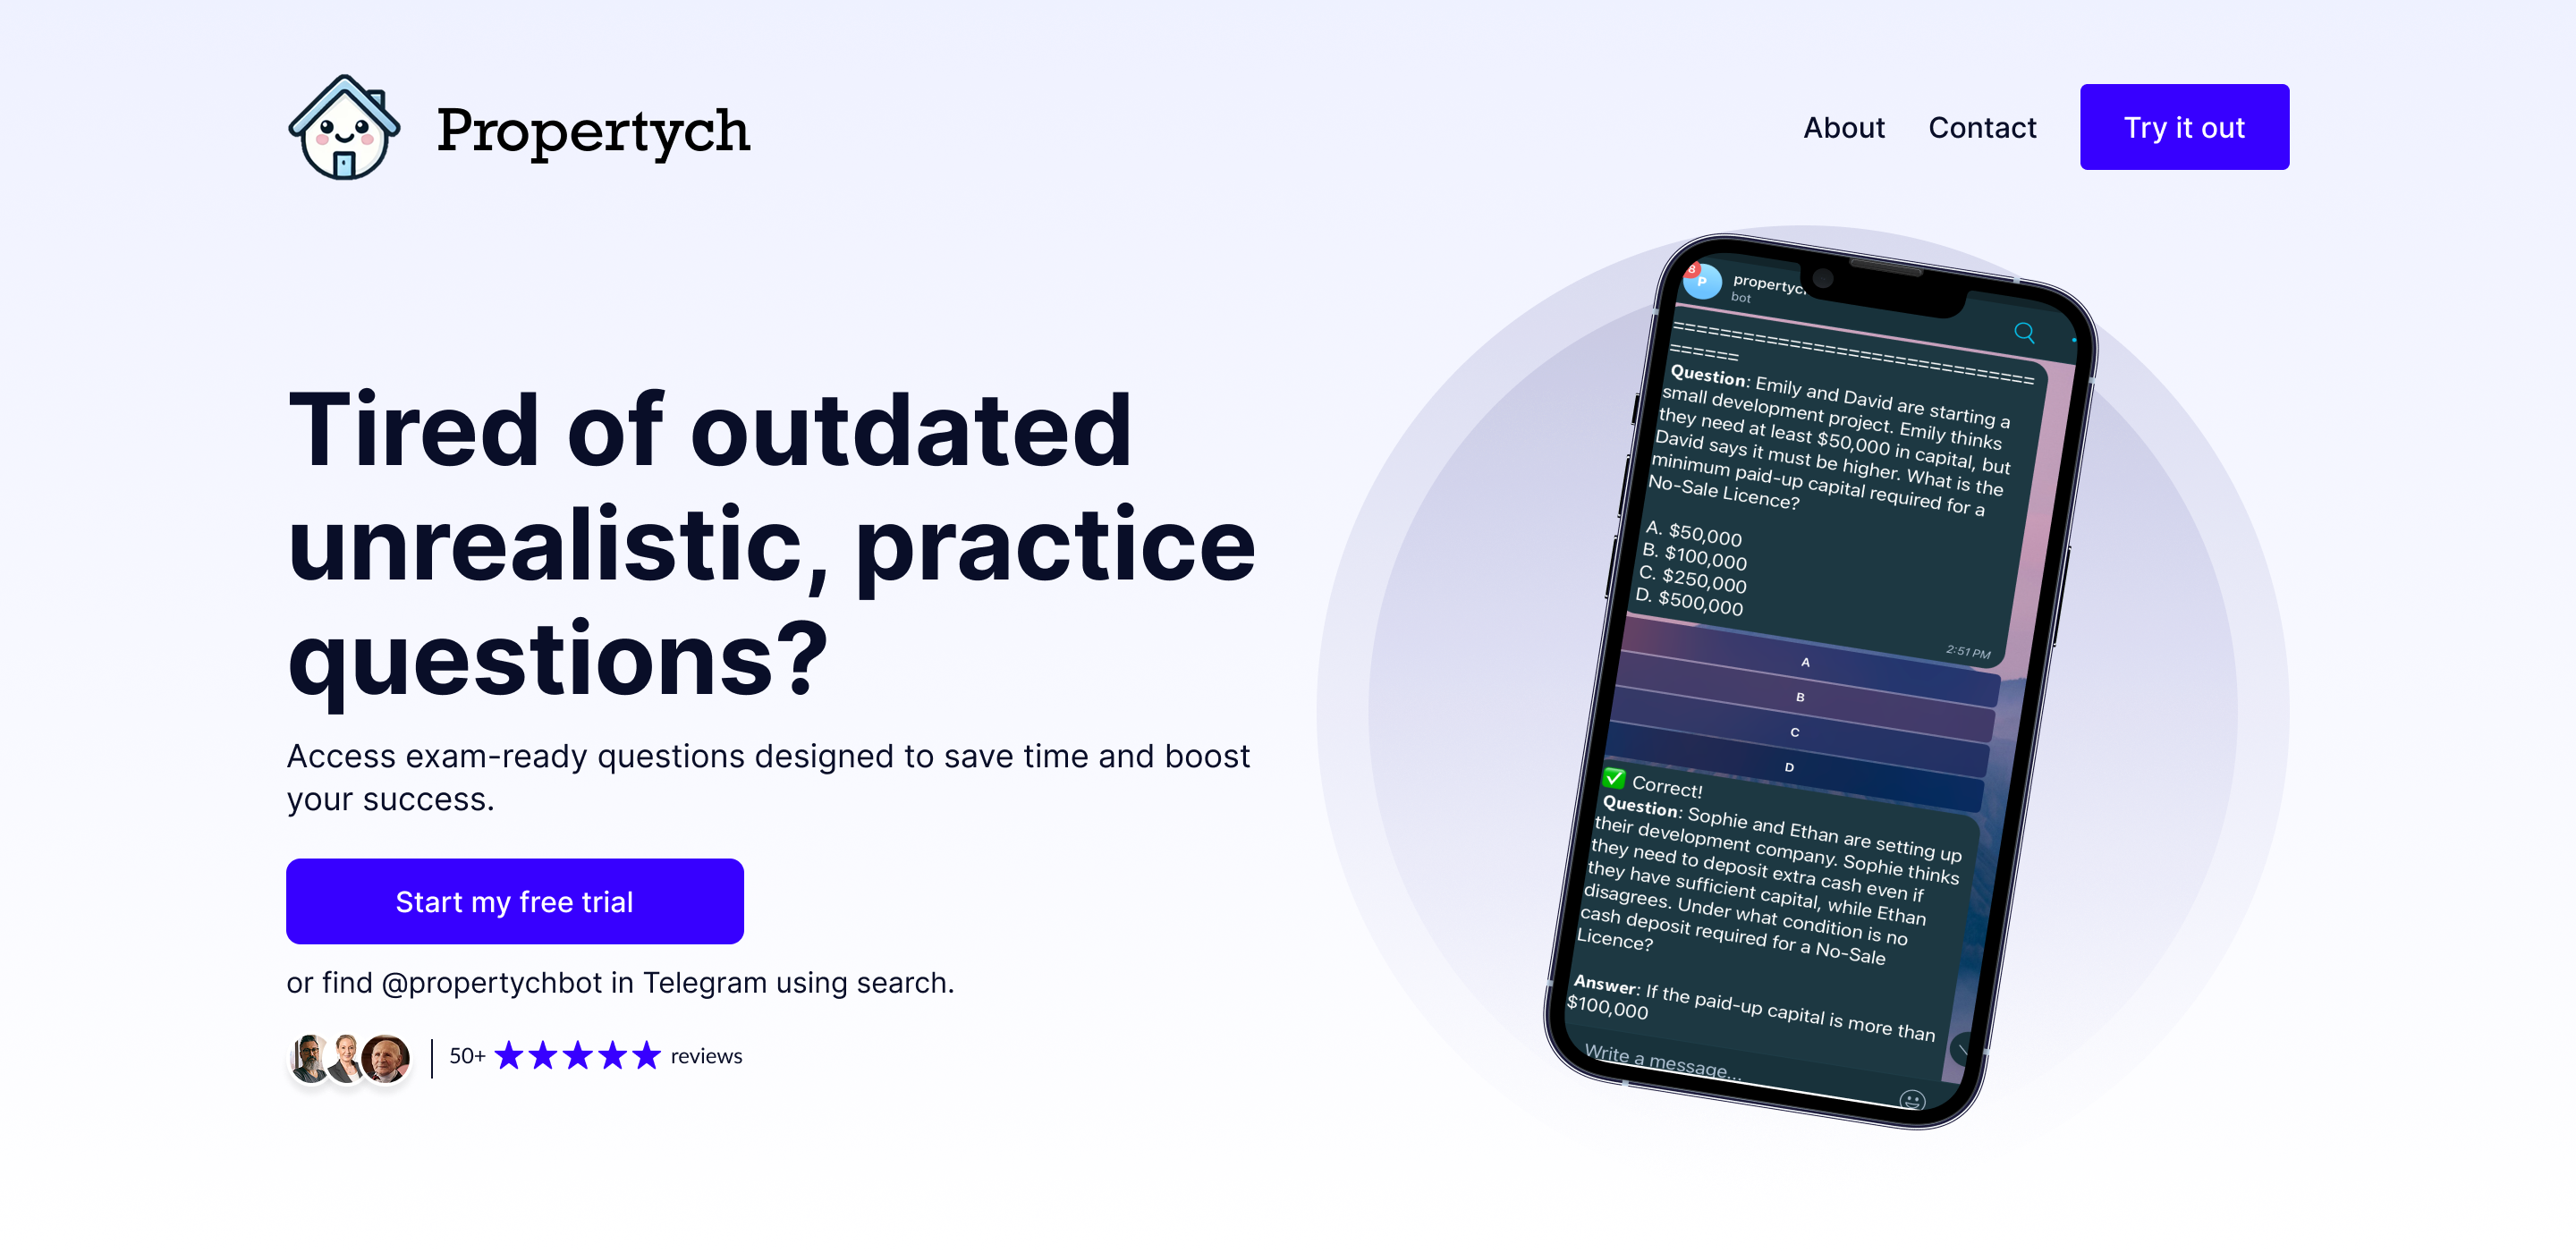 Propertych
About
Contact
Try it out
Tired of outdated
unrealistic, practice
questions?
Access exam-ready questions designed to save time and boost
your success.
Start my free trial
or find @propertychbot in Telegram using search.
50+
reviews
8
P
bot
===============================
======
Question: Emily and David are starting a
small development project. Emily thinks
they need at least $50,000 in capital, but
David says it must be higher. What is the
minimum paid-up capital required for a
No-Sale Licence?
A. $50,000
B. $100,000
C. $250,000
D. $500,000
2:51 PM
A
B
C
D
✅ Correct!
Question: Sophie and Ethan are setting up
their development company. Sophie thinks
they need to deposit extra cash even if
they have sufficient capital, while Ethan
disagrees. Under what condition is no
cash deposit required for a No-Sale
Licence?
Answer: If the paid-up capital is more than
$100,000
Write a message...